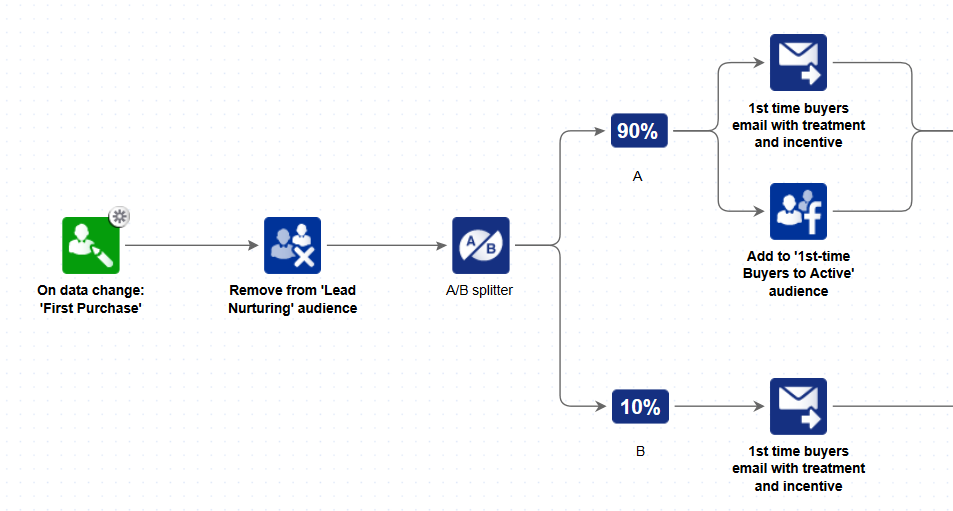 1st time buyers
email with treatment
and incentive
90%
A
On data change:
'First Purchase'
Remove from 'Lead
Nurturing' audience
A
B
A/B splitter
Add to '1st-time
Buyers to Active'
audience
10%
B
1st time buyers
email with treatment
and incentive